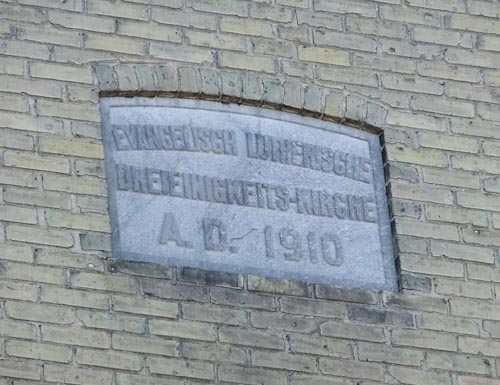 EVANGELISCH LUTHERISCHE
DREIEINIGKEITS-KIRCHE
A. D. 1910